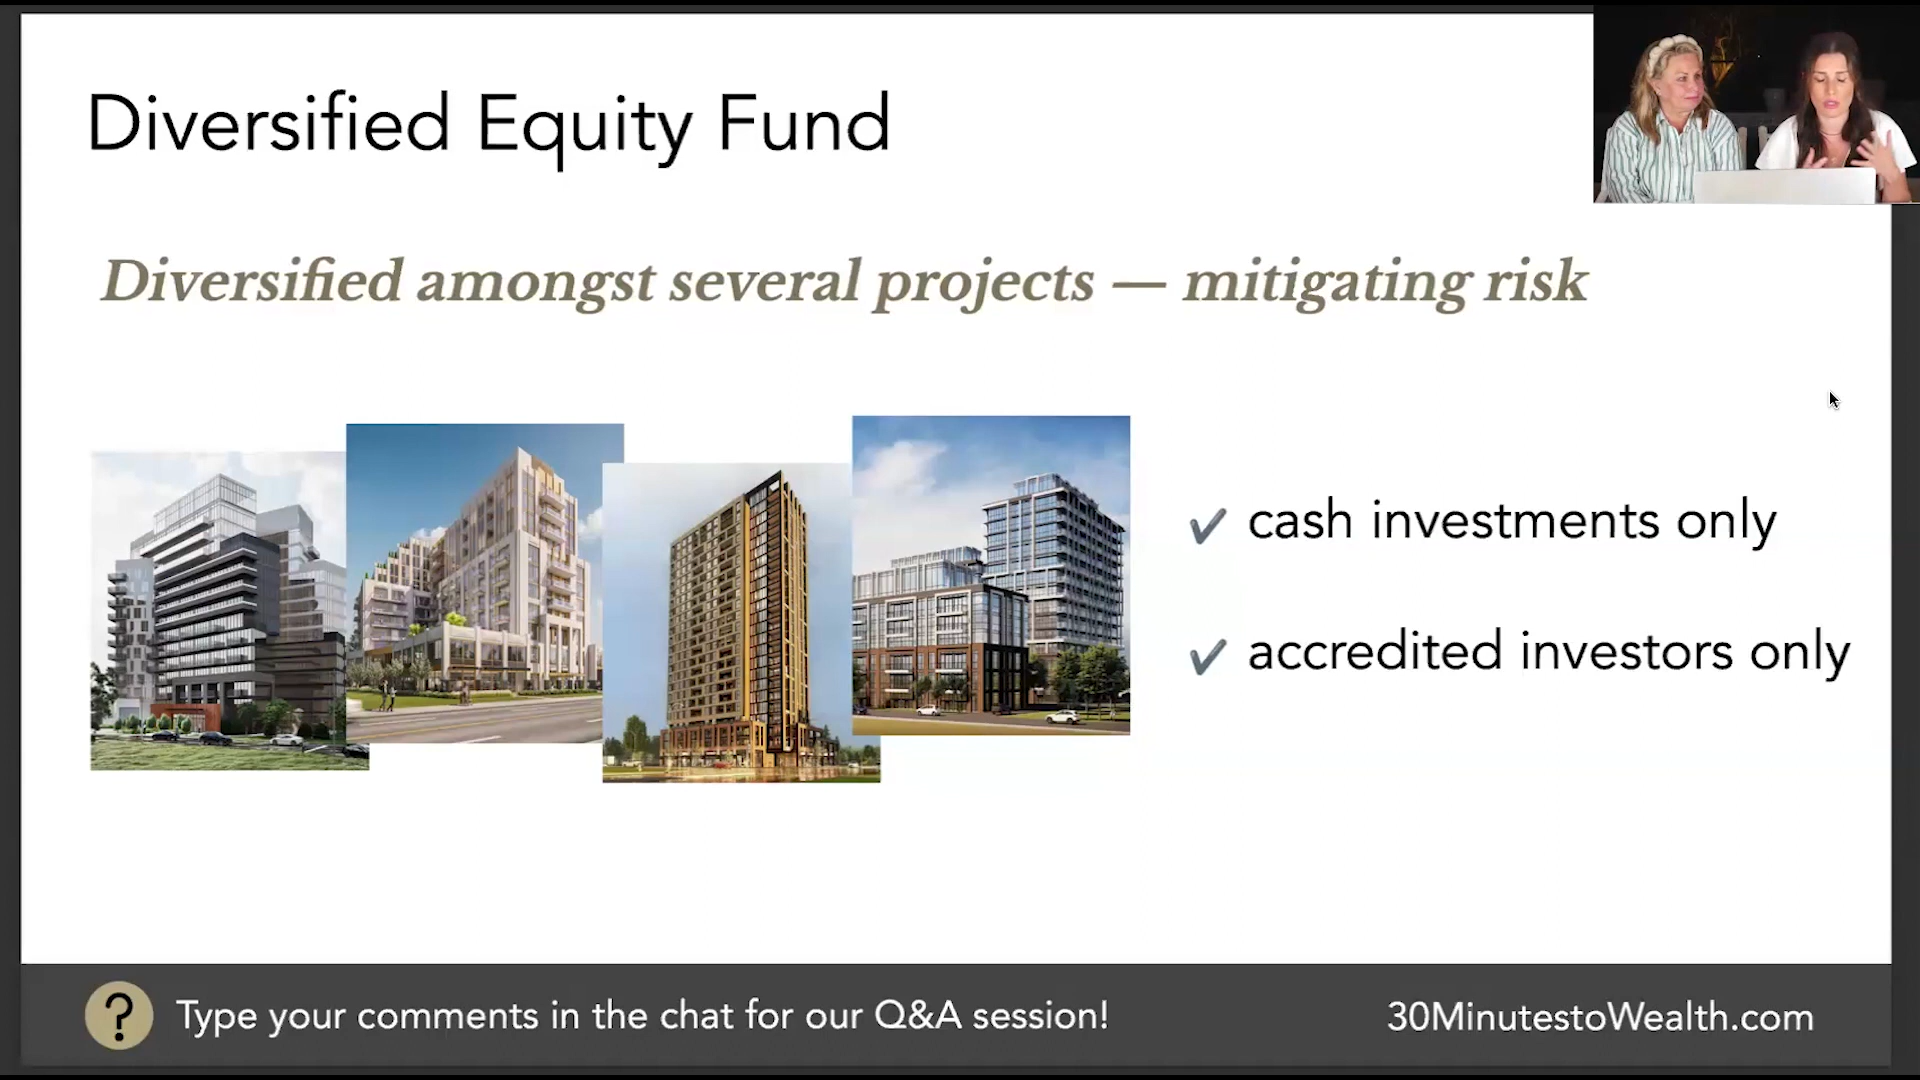 Diversified Equity Fund
Diversified amongst several projects — mitigating risk
cash investments only
accredited investors only
? Type your comments in the chat for our Q&A session!
30MinutestoWealth.com